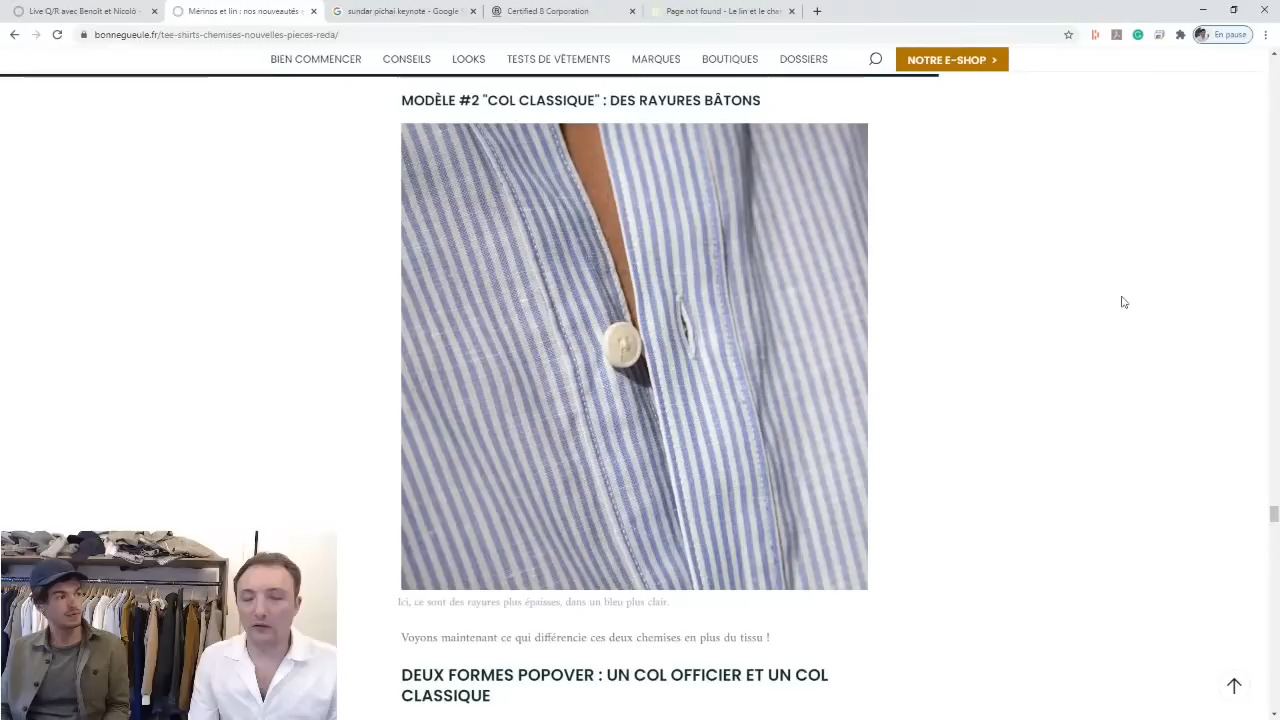 Live Q/R avec Benoît et Nicolò -
Mérinos et lin : nos nouveautés
sundar pichai keynote - Google
Certified B Corporation
Page not found - Le lin et le cha
bonnegueule.fr/tee-shirts-chemises-nouvelles-pieces-reda/
En pause
BIEN COMMENCER CONSEILS LOOKS TESTS DE VÊTEMENTS MARQUES BOUTIQUES DOSSIERS NOTRE E-SHOP >
MODÈLE #2 "COL CLASSIQUE" : DES RAYURES BÂTONS
Ici, ce sont des rayures plus épaisses, dans un bleu plus clair.
Voyons maintenant ce qui différencie ces deux chemises en plus du tissu !
DEUX FORMES POPOVER : UN COL OFFICIER ET UN COL
CLASSIQUE